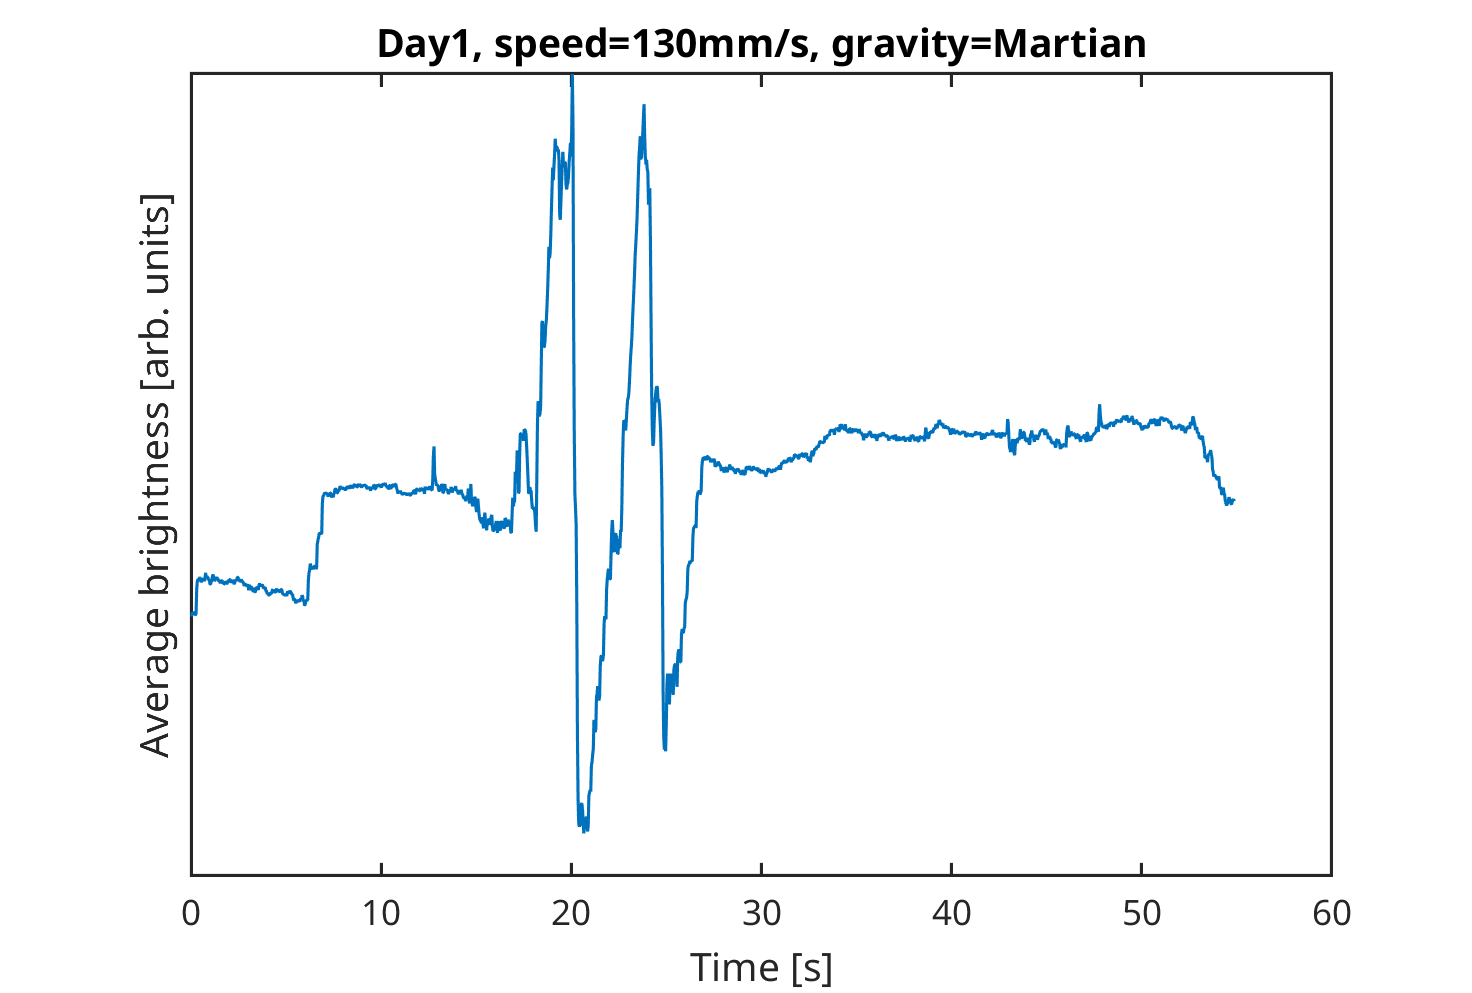 Day1, speed=130mm/s, gravity=Martian
Average brightness [arb. units]
0 10 20 30 40 50 60
Time [s]